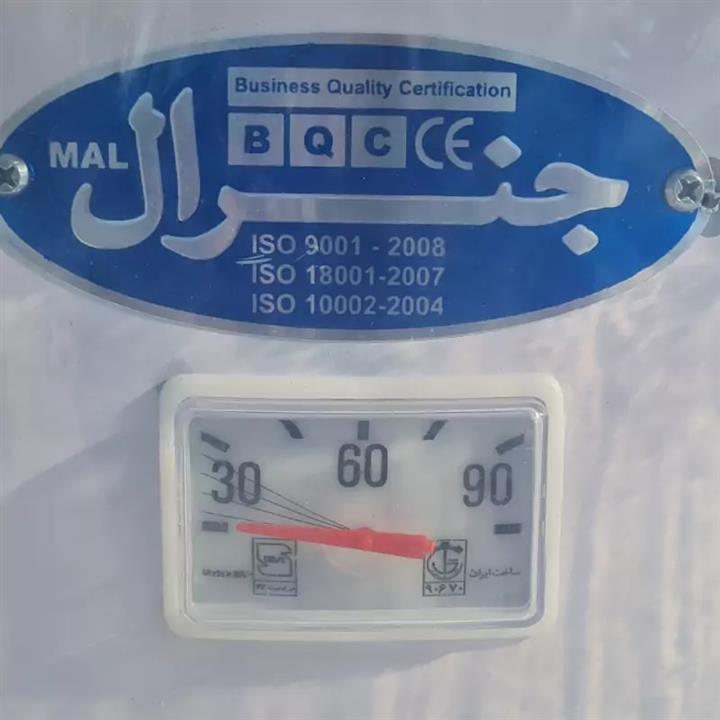 Business Quality Certification
MAL
B Q C CE
جنرال
ISO 9001 - 2008
ISO 18001-2007
ISO 10002-2004
30 60 90
ساخت ایران
۹۰۶۷۰